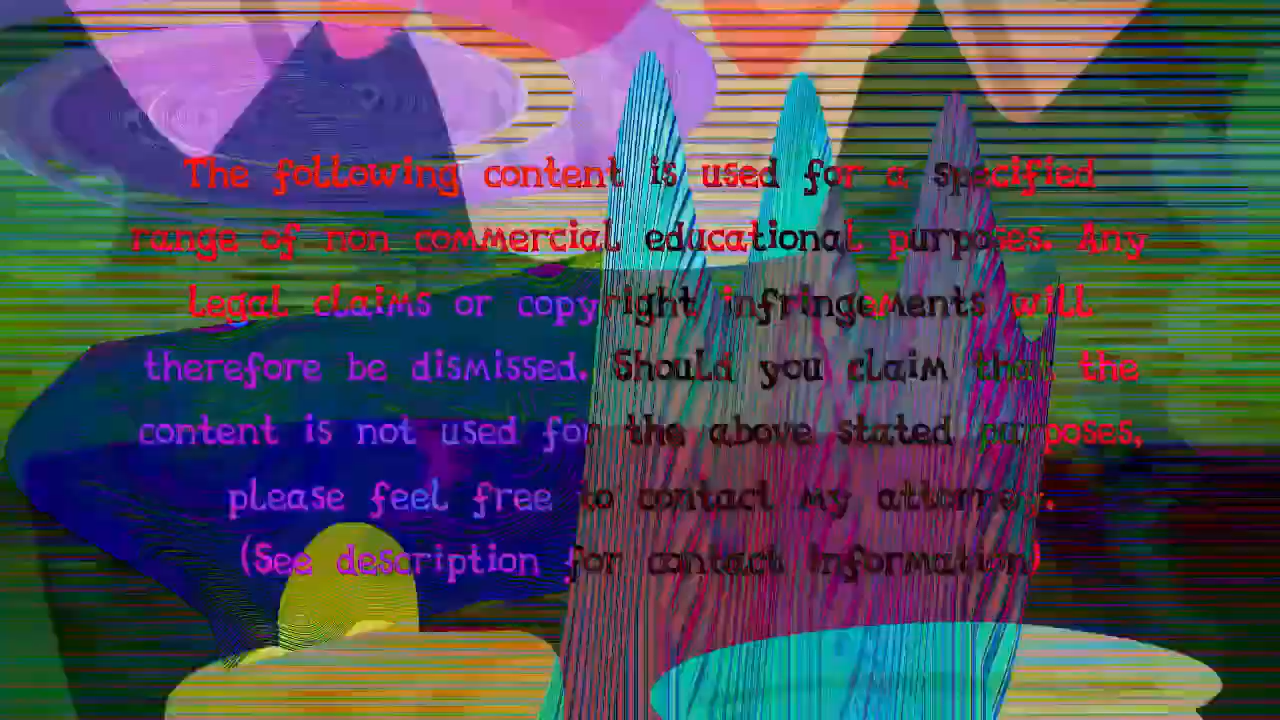 The following content is used for a specified
range of non commercial educational purposes. Any
legal claims or copyright infringements will
therefore be dismissed. Should you claim that the
content is not used for the above stated purposes,
please feel free to contact my attorney.
(See description for contact information)